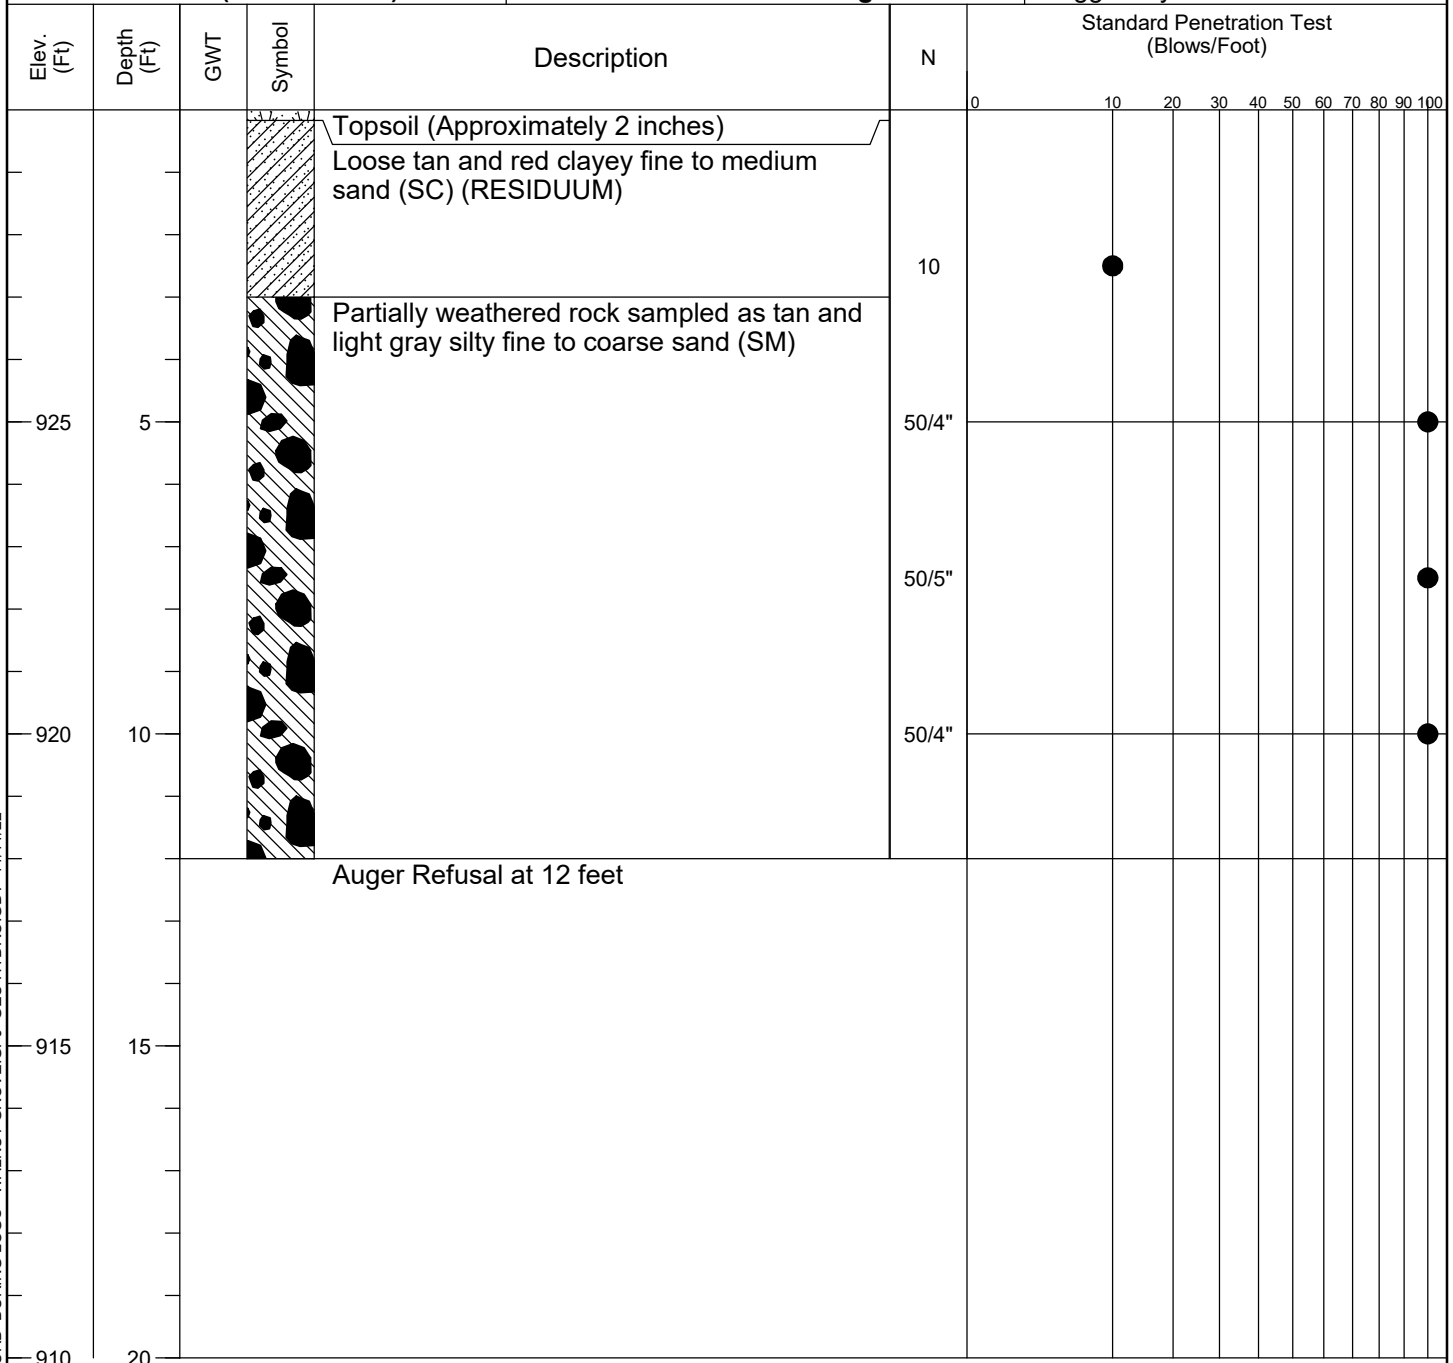 Elev.
(Ft)
Depth
(Ft)
GWT
Symbol
Description
N
Standard Penetration Test
(Blows/Foot)
0 10 20 30 40 50 60 70 80 90 100
Topsoil (Approximately 2 inches)
Loose tan and red clayey fine to medium
sand (SC) (RESIDUUM)
10
Partially weathered rock sampled as tan and
light gray silty fine to coarse sand (SM)
925 5 50/4"
50/5"
920 10 50/4"
Auger Refusal at 12 feet
915 15
910 20